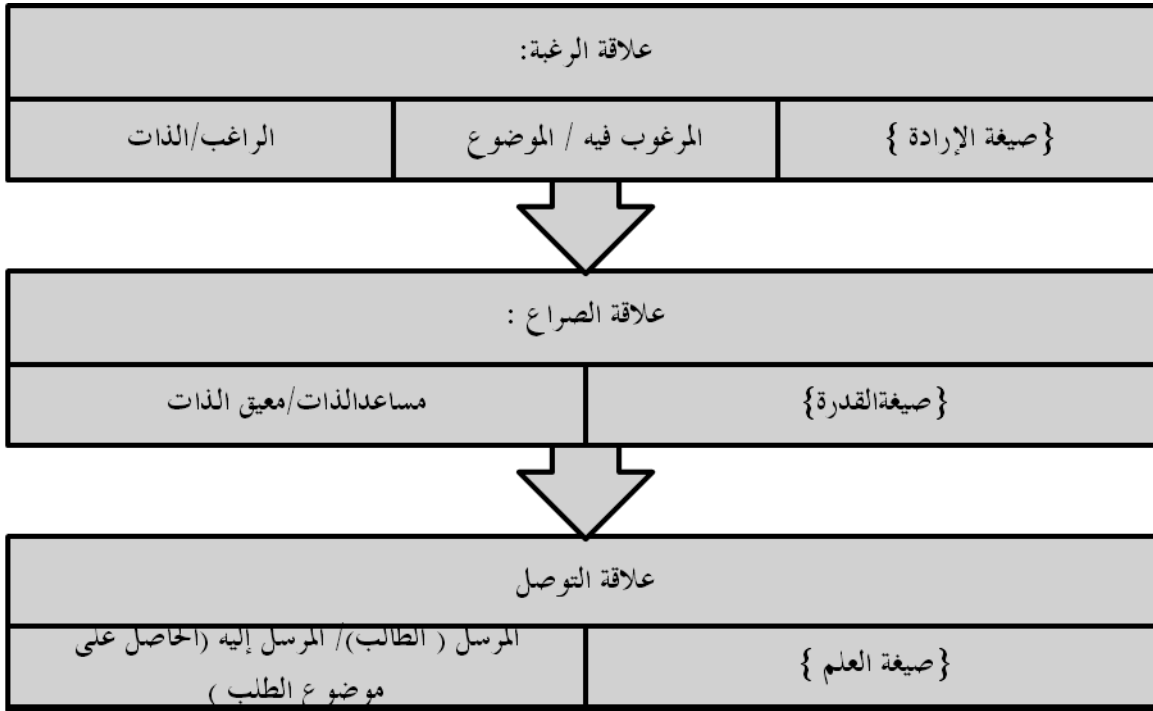 علاقة الرغبة:
{صيغة الإرادة }
المرغوب فيه / الموضوع
الراغب/الذات
علاقة الصراع :
{صيغةالقدرة}
مساعدالذات/معيق الذات
علاقة التوصل
{صيغة العلم }
المرسل ( الطالب)/ المرسل إليه (الحاصل على
موضوع الطلب )